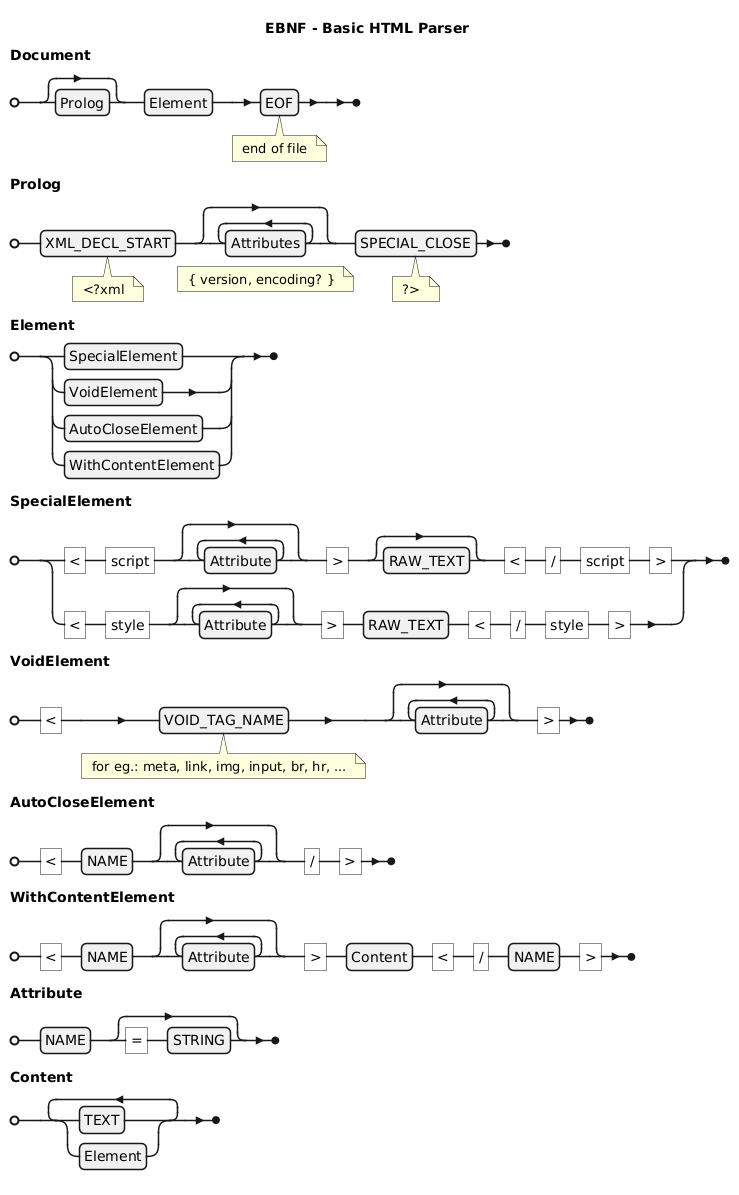 EBNF - Basic HTML Parser
Document
Prolog Element EOF
end of file
Prolog
XML_DECL_START Attributes SPECIAL_CLOSE
<?xml { version, encoding? } ?>
Element
SpecialElement
VoidElement
AutoCloseElement
WithContentElement
SpecialElement
< script Attribute > RAW_TEXT < / script >
< style Attribute > RAW_TEXT < / style >
VoidElement
< VOID_TAG_NAME Attribute >
for eg.: meta, link, img, input, br, hr, ...
AutoCloseElement
< NAME Attribute / >
WithContentElement
< NAME Attribute > Content < / NAME >
Attribute
NAME = STRING
Content
TEXT
Element